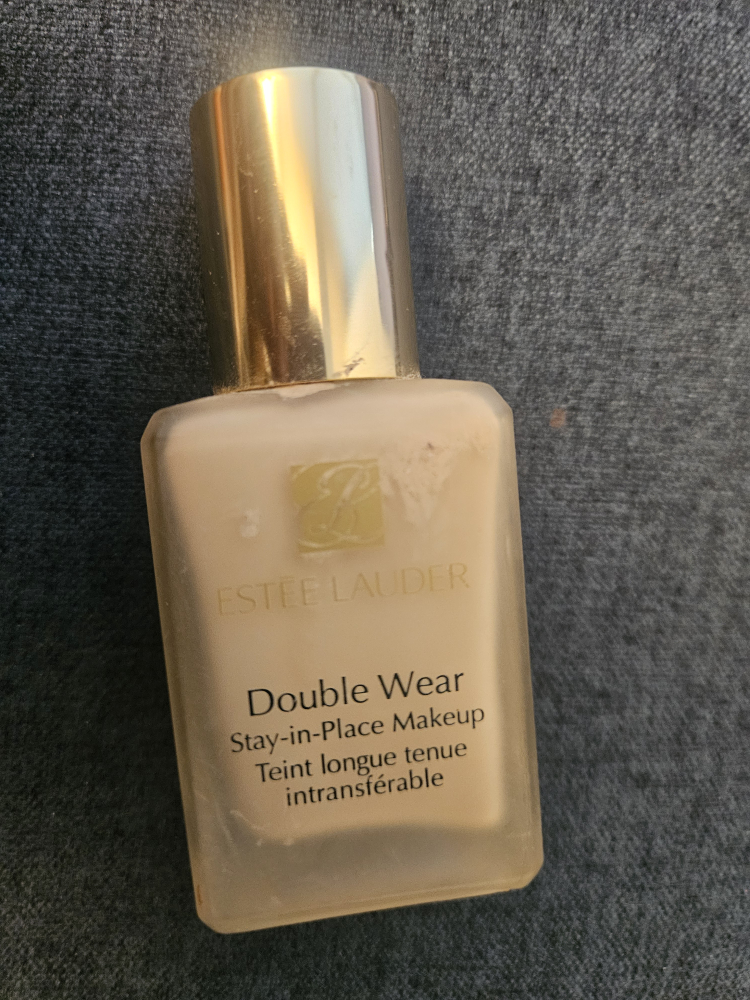 ESTĒE LAUDER
Double Wear
Stay-in-Place Makeup
Teint longue tenue
intransférable